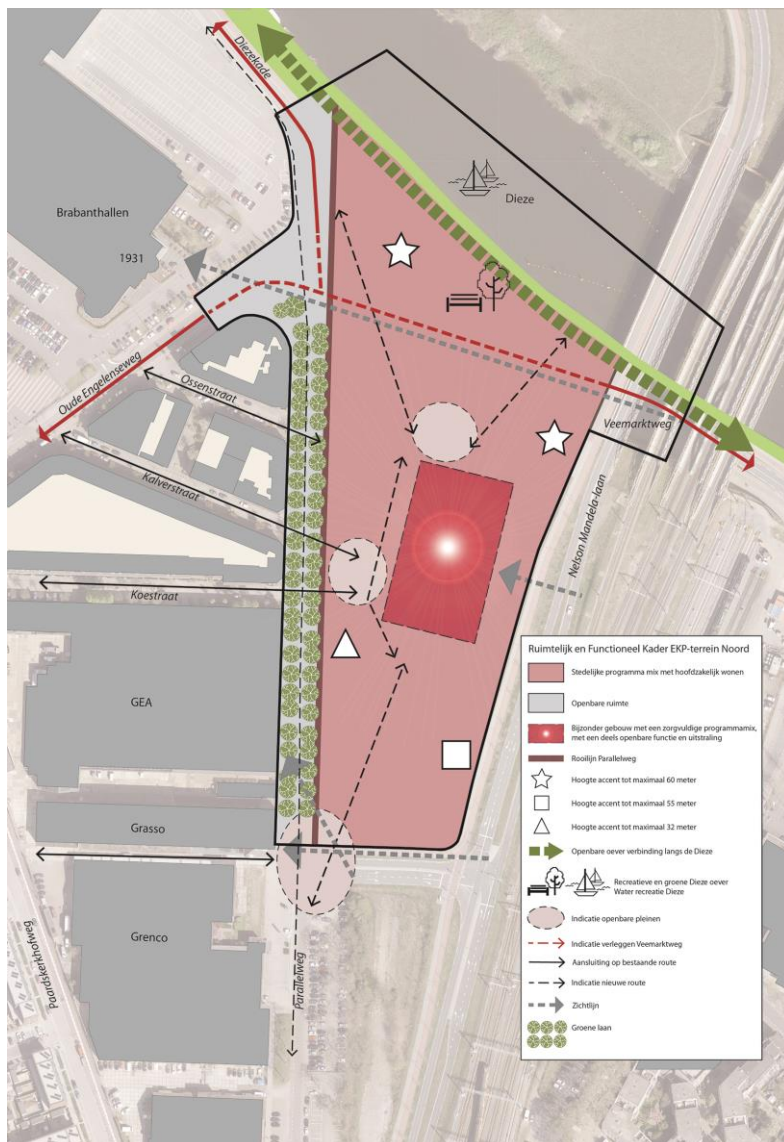 Diezekade
Dieze
Brabanthallen
1931
Oude Engelenseweg
Ossenstraat
Veemarktweg
Kalverstraat
Nelson Mandela-laan
Koestraat
GEA
Grasso
Grenco
Paardskerkhofweg
Parallelweg
Ruimtelijk en Functioneel Kader EKP-terrein Noord
Stedelijke programma mix met hoofdzakelijk wonen
Openbare ruimte
Bijzonder gebouw met een zorgvuldige programmamix,
met een deels openbare functie en uitstraling
Rooilijn Parallelweg
Hoogte accent tot maximaal 60 meter
Hoogte accent tot maximaal 55 meter
Hoogte accent tot maximaal 32 meter
Openbare oever verbinding langs de Dieze
Recreatieve en groene Dieze oever
Water recreatie Dieze
Indicatie openbare pleinen
Indicatie verleggen Veemarktweg
Aansluiting op bestaande route
Indicatie nieuwe route
Zichtlijn
Groene laan